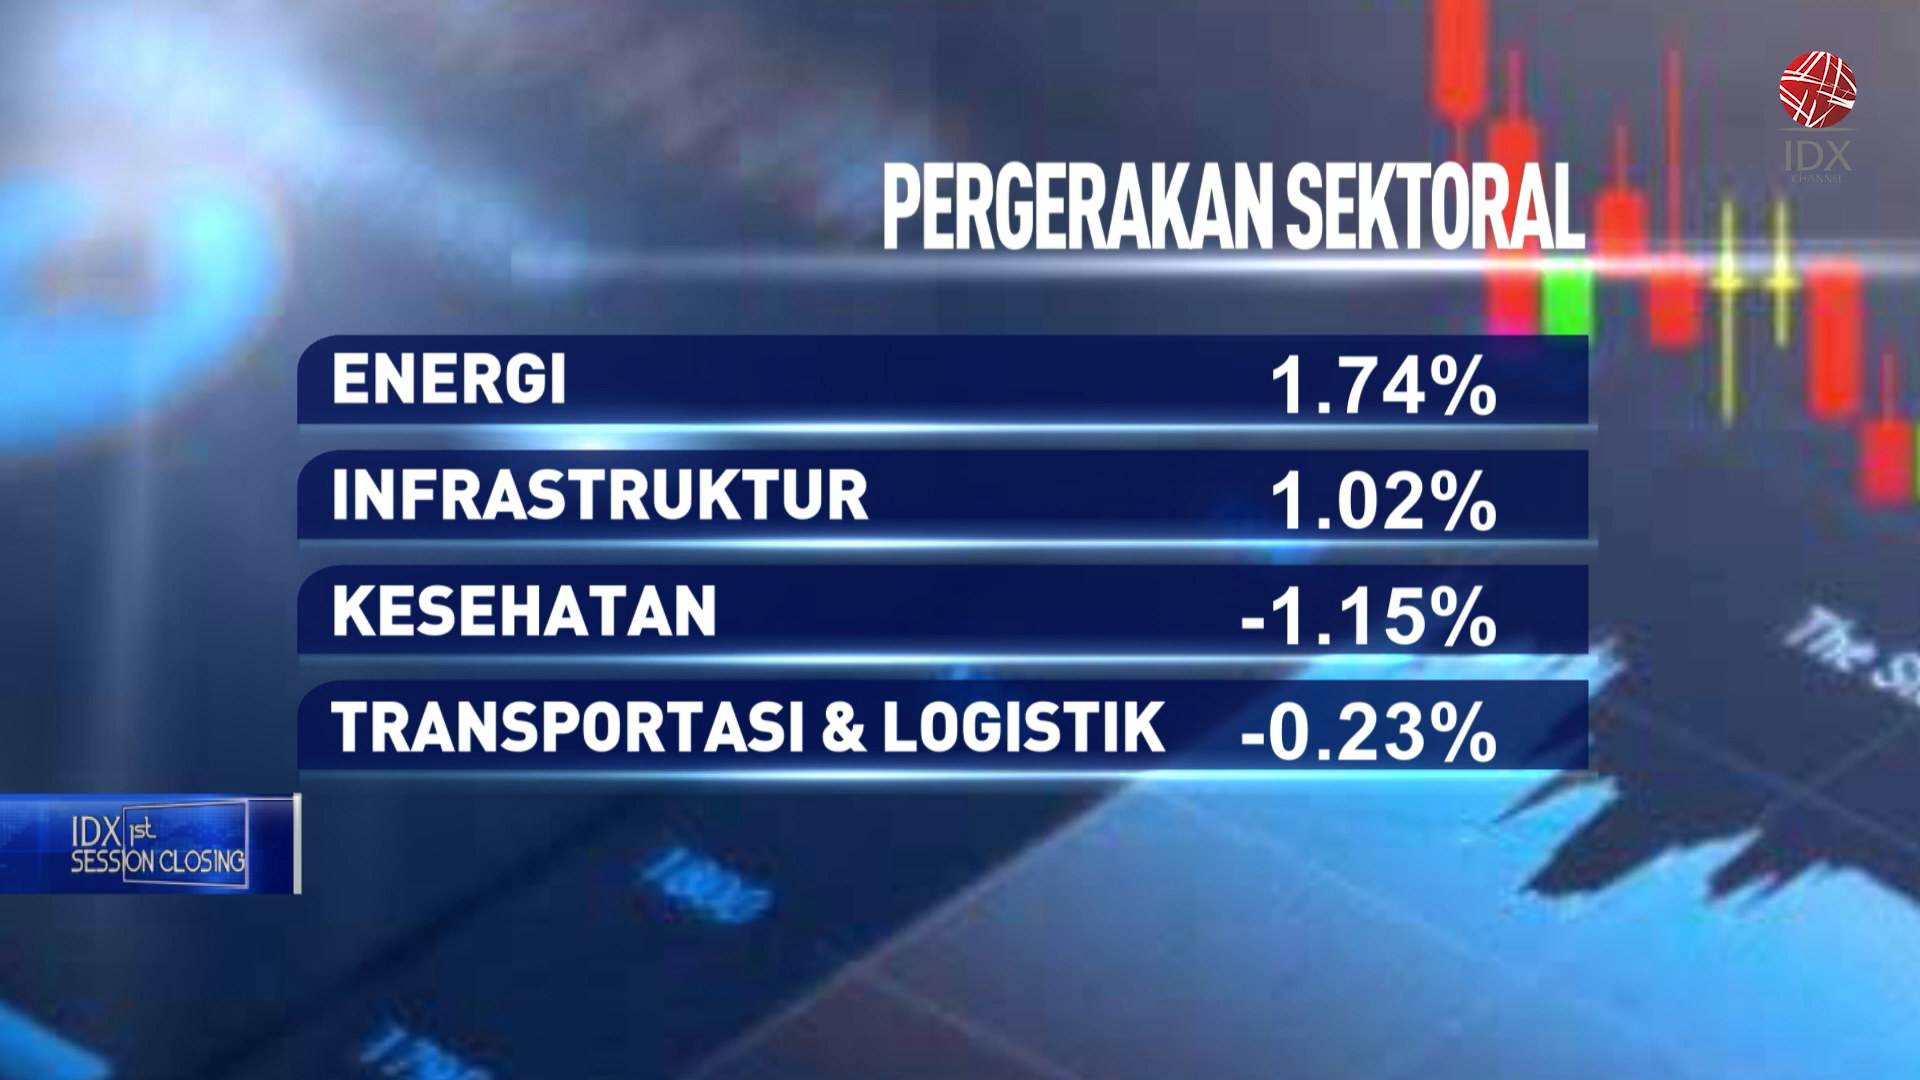 IDX
CHANNEL
PERGERAKAN SEKTORAL
ENERGI 1.74%
INFRASTRUKTUR 1.02%
KESEHATAN -1.15%
TRANSPORTASI & LOGISTIK -0.23%
The
IDX 1st
SESSION CLOSING